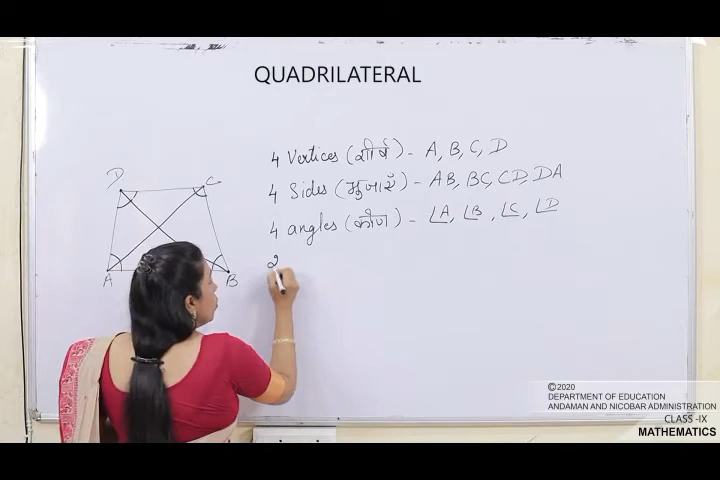 QUADRILATERAL
4 Vertices (शीर्ष) - A, B, C, D
4 Sides (भुजाएँ) - AB, BC, CD, DA
4 angles (कोण) - ∠A, ∠B, ∠C, ∠D
2
D
C
A
B
©2020
DEPARTMENT OF EDUCATION
ANDAMAN AND NICOBAR ADMINISTRATION
CLASS -IX
MATHEMATICS